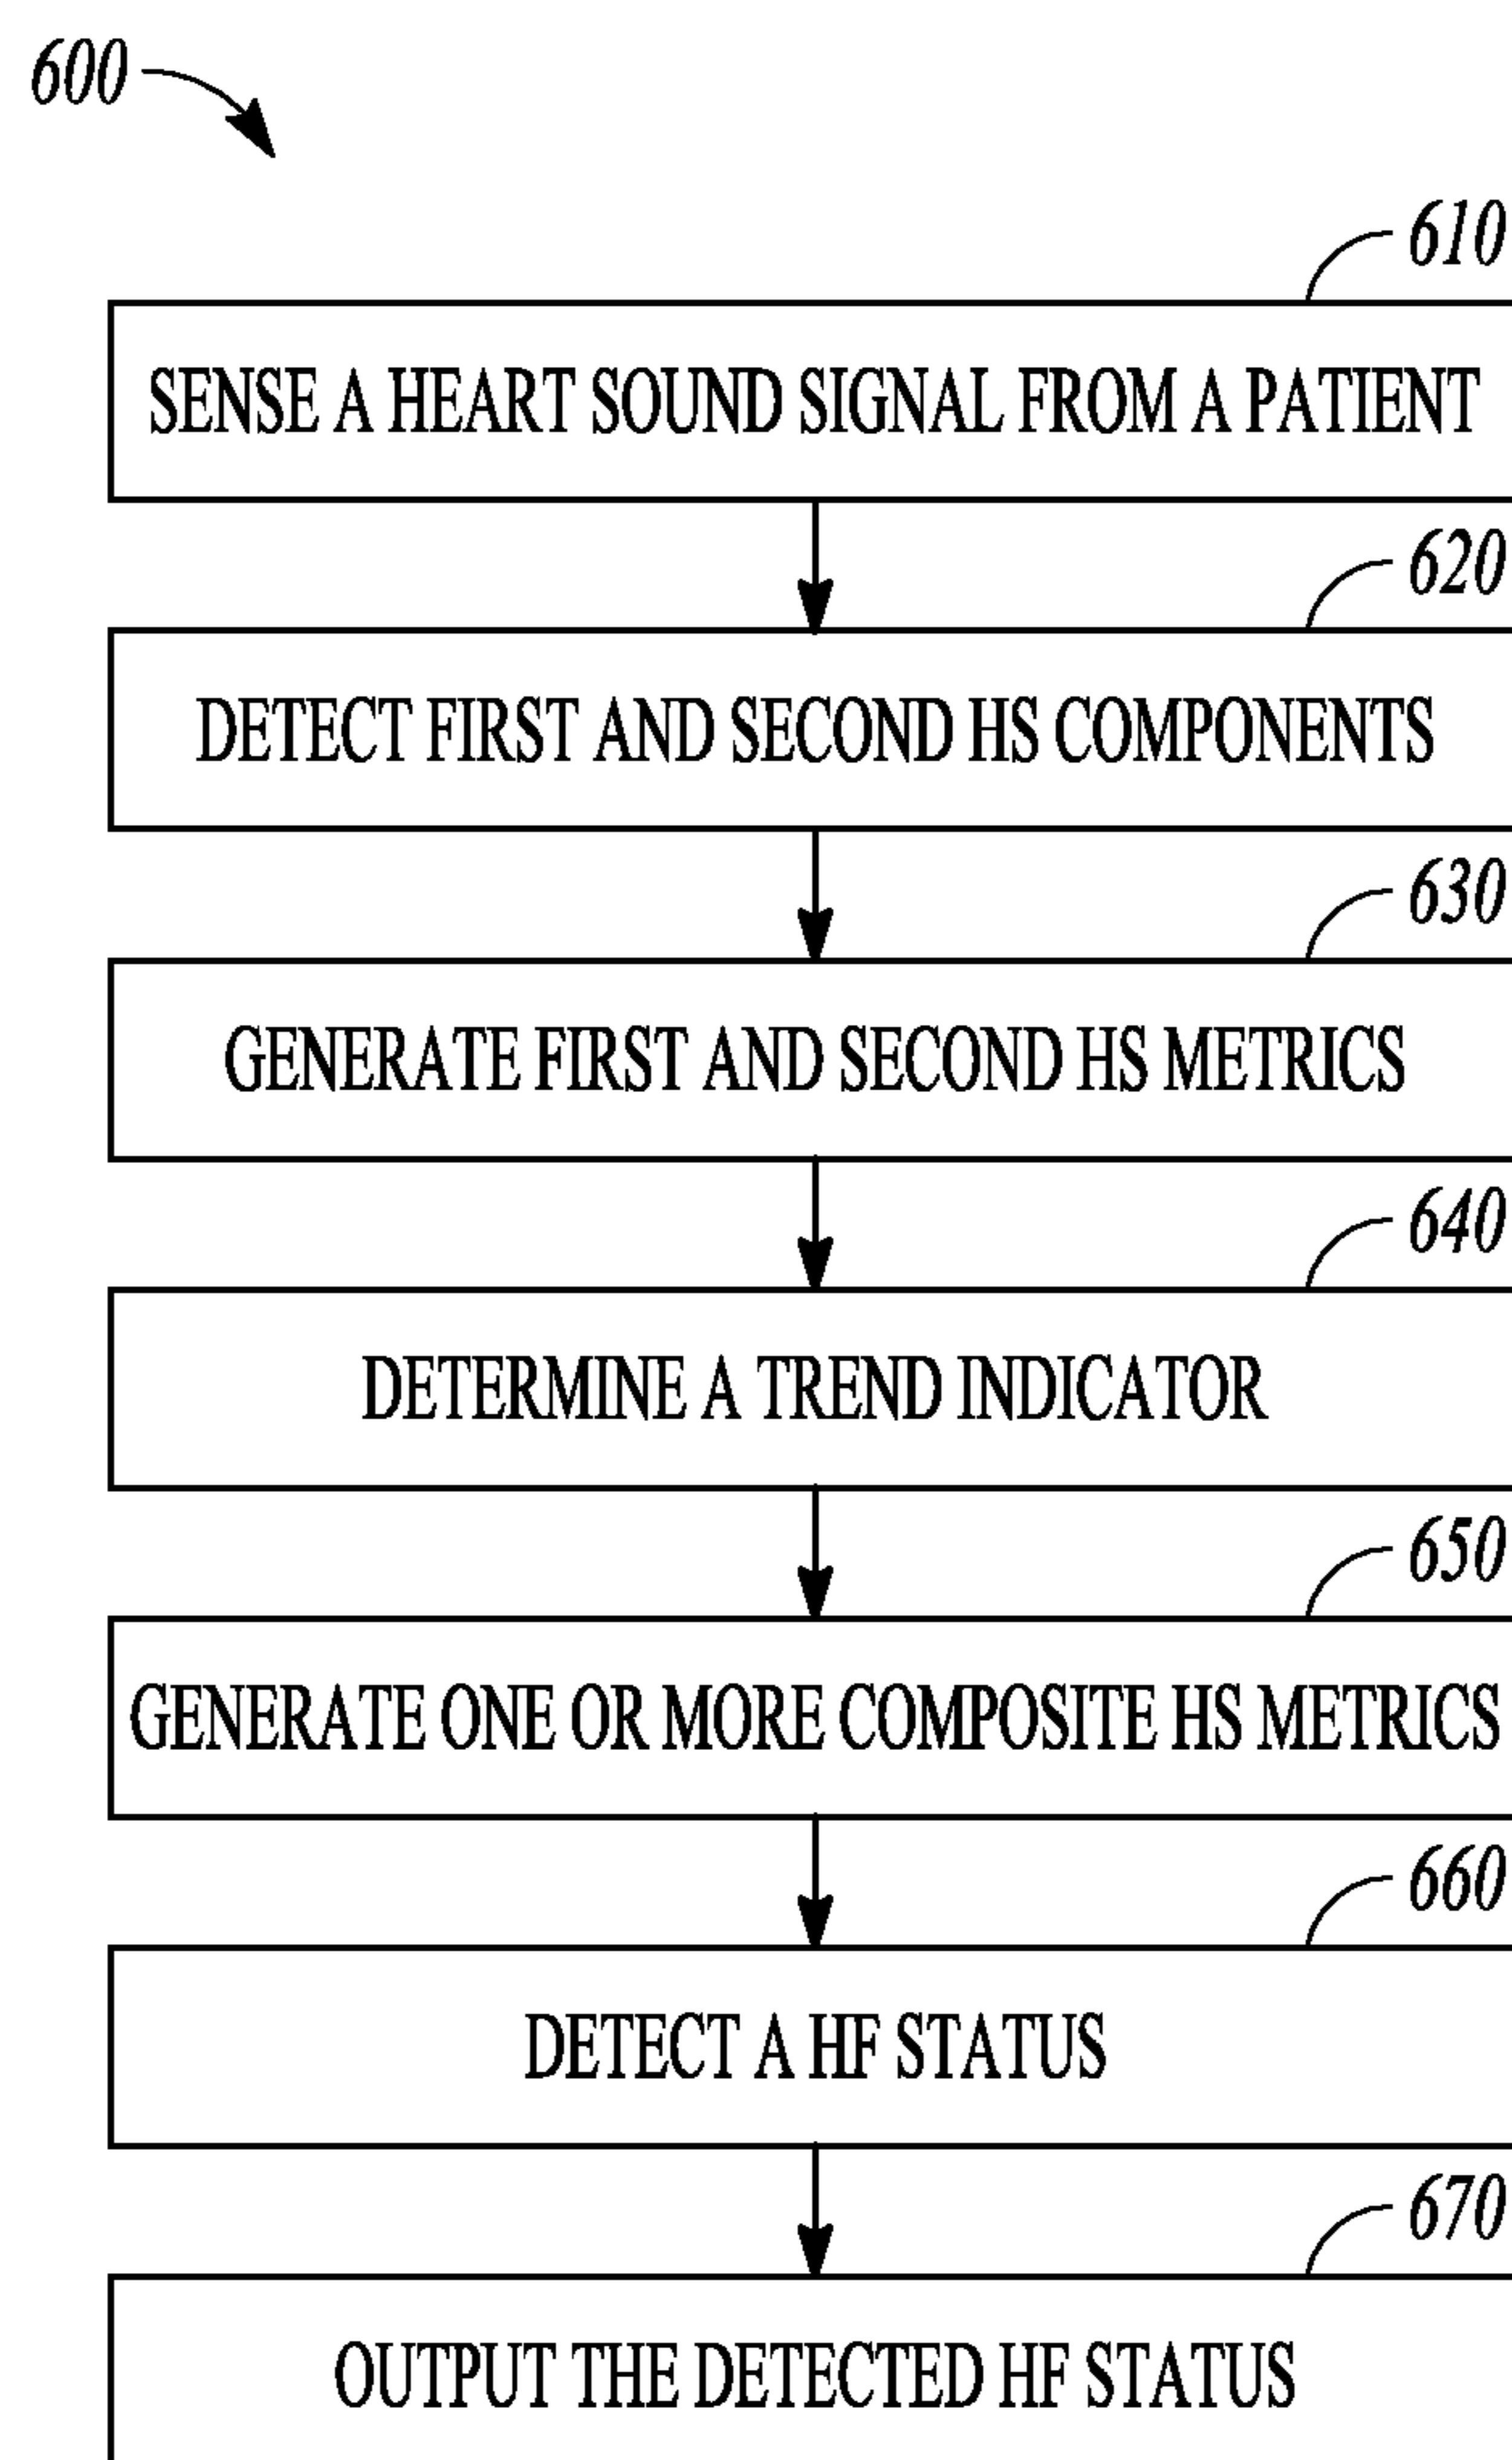 600
610
SENSE A HEART SOUND SIGNAL FROM A PATIENT
620
DETECT FIRST AND SECOND HS COMPONENTS
630
GENERATE FIRST AND SECOND HS METRICS
640
DETERMINE A TREND INDICATOR
650
GENERATE ONE OR MORE COMPOSITE HS METRICS
660
DETECT A HF STATUS
670
OUTPUT THE DETECTED HF STATUS